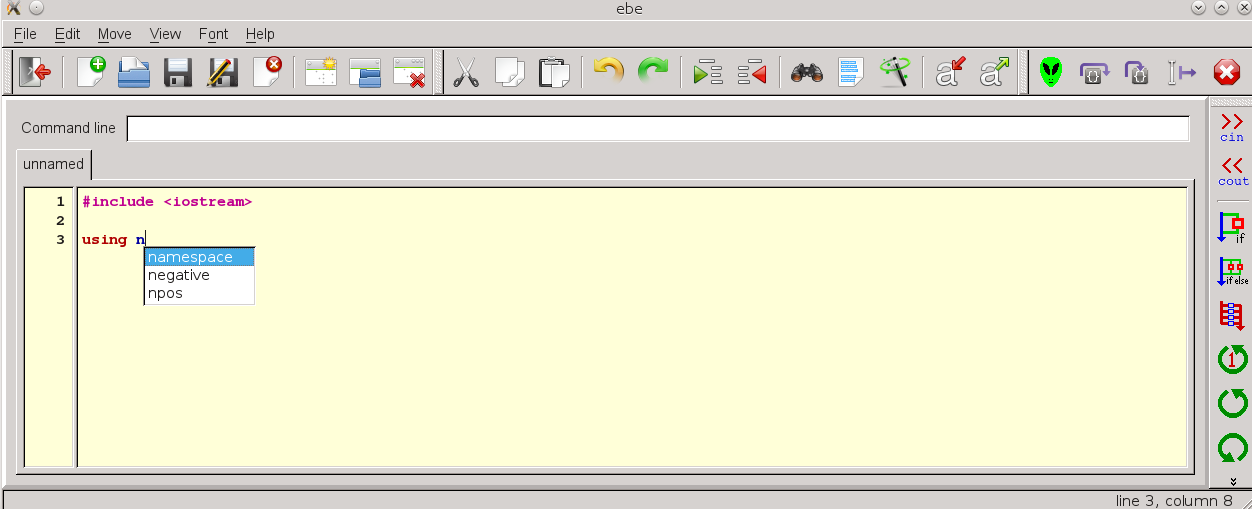 ebe
File Edit Move View Font Help
Command line
unnamed
>>
cin
<<
cout
1 #include <iostream>
2
3 using n
namespace
negative
npos
if
if else
1
line 3, column 8